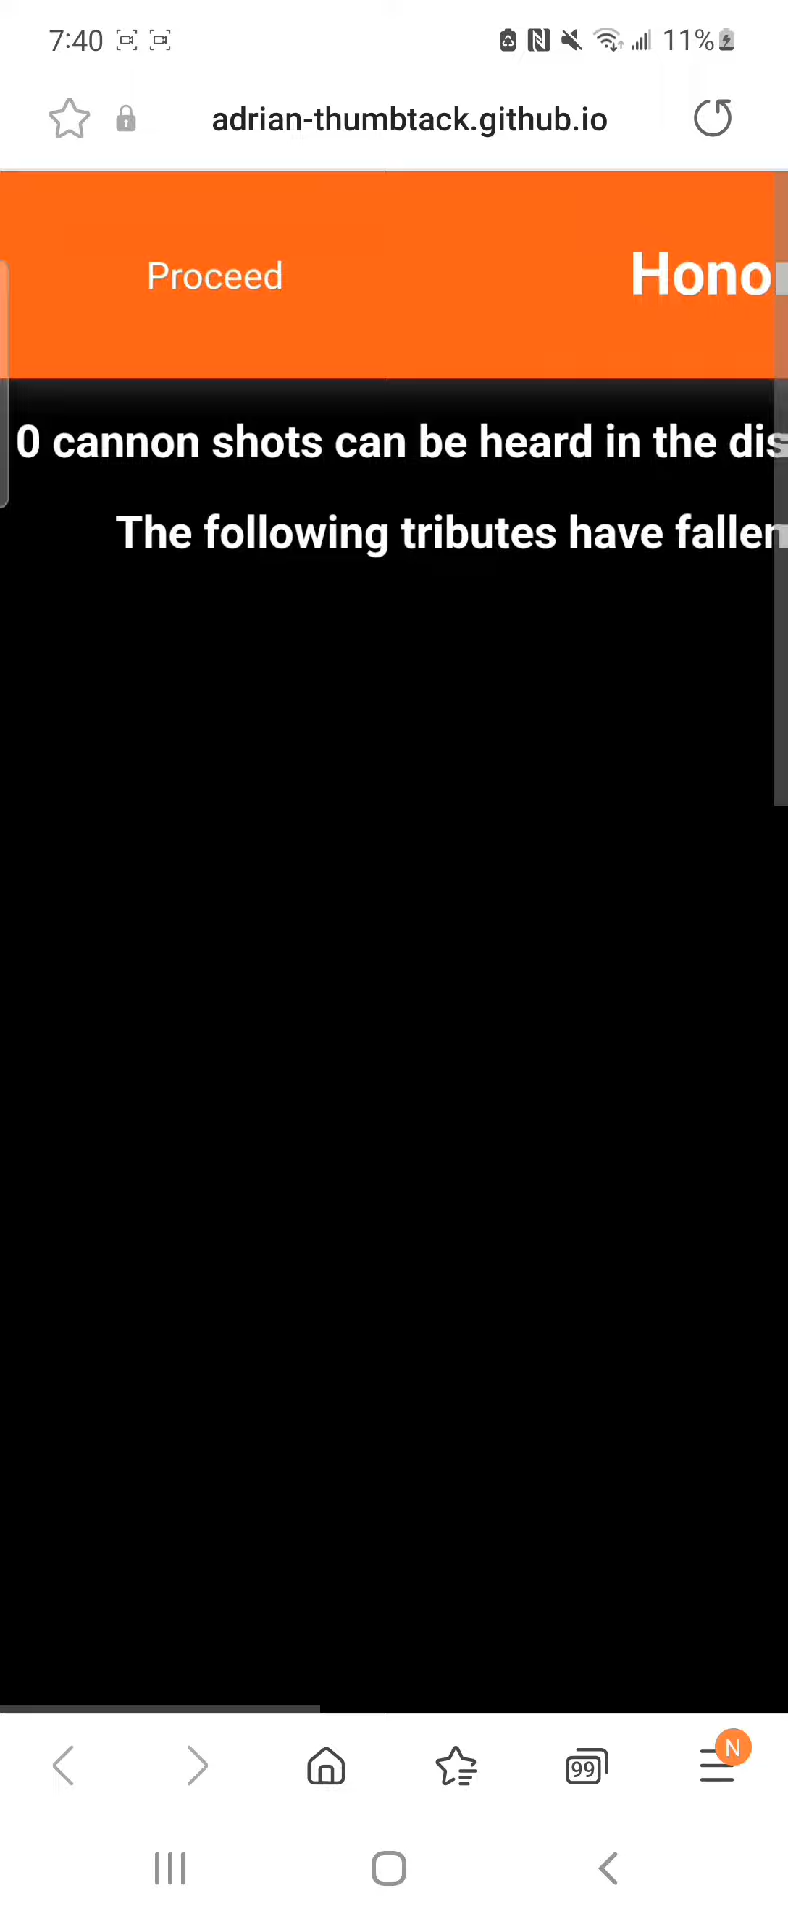 7:40 11%
adrian-thumbtack.github.io
Proceed Hono
0 cannon shots can be heard in the dis
The following tributes have fallen
99 N